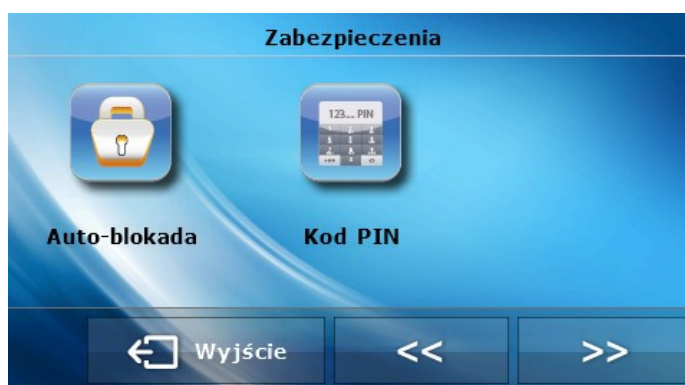 Zabezpieczenia
123... PIN
Auto-blokada
Kod PIN
Wyjście
<<
>>